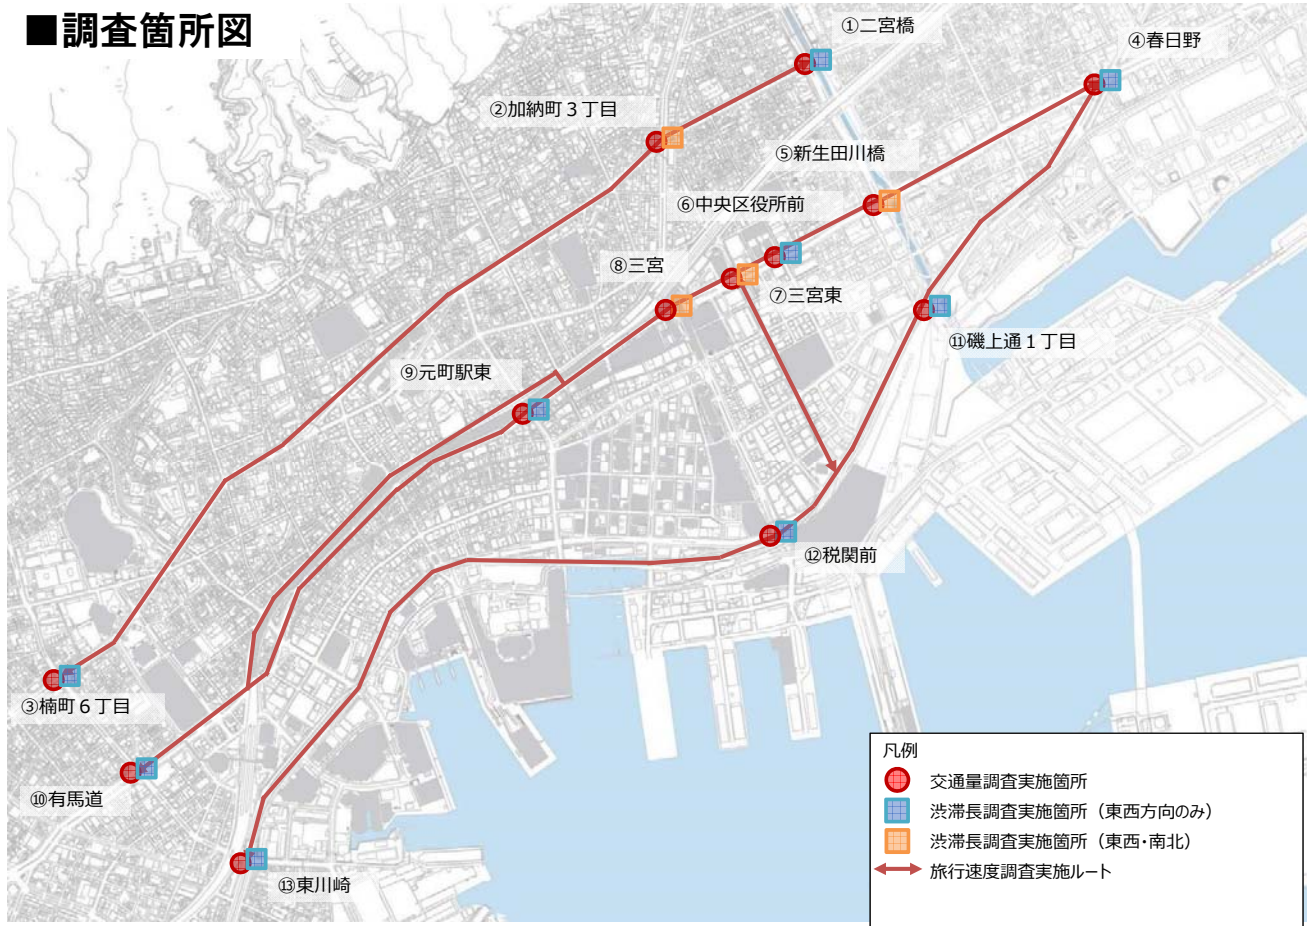 ■調査箇所図
①二宮橋
④春日野
②加納町３丁目
⑤新生田川橋
⑥中央区役所前
⑧三宮
⑦三宮東
⑪磯上通１丁目
⑨元町駅東
⑫税関前
③楠町６丁目
⑩有馬道
⑬東川崎
凡例
交通量調査実施箇所
渋滞長調査実施箇所（東西方向のみ）
渋滞長調査実施箇所（東西・南北）
旅行速度調査実施ルート